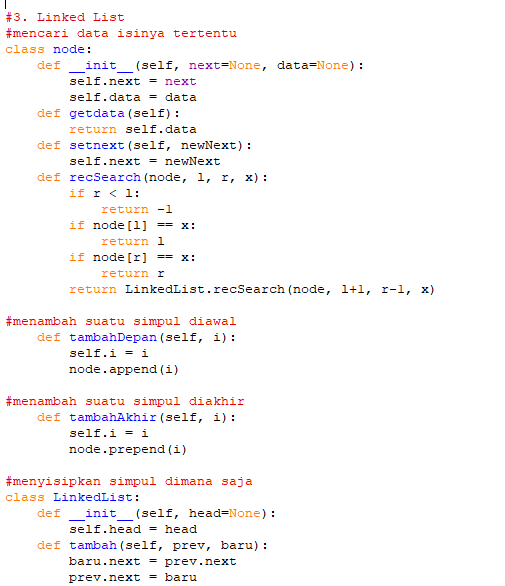 #3. Linked List
#mencari data isinya tertentu
class node:
    def __init__(self, next=None, data=None):
        self.next = next
        self.data = data
    def getdata(self):
        return self.data
    def setnext(self, newNext):
        self.next = newNext
    def recSearch(node, l, r, x):
        if r < l:
            return -1
        if node[l] == x:
            return l
        if node[r] == x:
            return r
        return LinkedList.recSearch(node, l+1, r-1, x)
#menambah suatu simpul diawal
    def tambahDepan(self, i):
        self.i = i
        node.append(i)
#menambah suatu simpul diakhir
    def tambahAkhir(self, i):
        self.i = i
        node.prepend(i)
#menyisipkan simpul dimana saja
class LinkedList:
    def __init__(self, head=None):
        self.head = head
    def tambah(self, prev, baru):
        baru.next = prev.next
        prev.next = baru